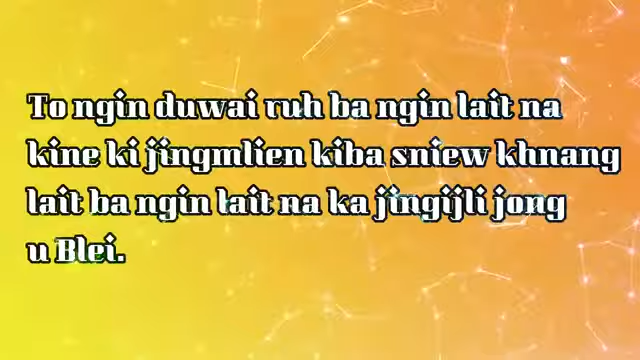 To ngin duwai ruh ba ngin lait na
kine ki jingmlien kiba sniew khnang
lait ba ngin lait na ka jingijli jong
u Blei.